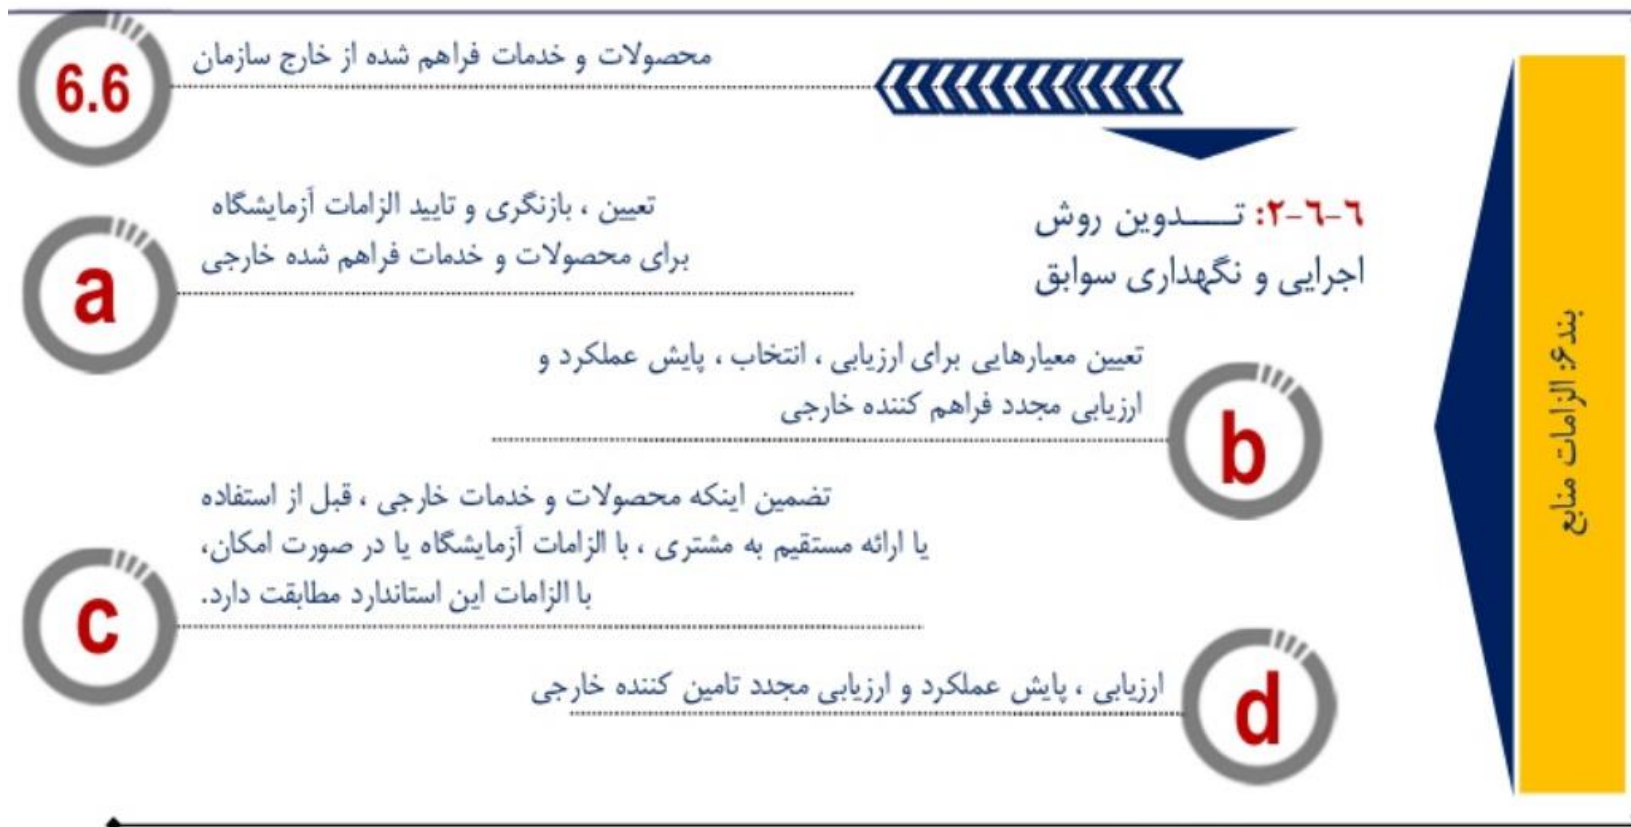 6.6
محصولات و خدمات فراهم شده از خارج سازمان
۶-۶-۲: تـــدوین روش
اجرایی و نگهداری سوابق
a
تعیین ، بازنگری و تایید الزامات آزمایشگاه
برای محصولات و خدمات فراهم شده خارجی
b
تعیین معیارهایی برای ارزیابی ، انتخاب ، پایش عملکرد و
ارزیابی مجدد فراهم کننده خارجی
c
تضمین اینکه محصولات و خدمات خارجی ، قبل از استفاده
یا ارائه مستقیم به مشتری ، با الزامات آزمایشگاه یا در صورت امکان،
با الزامات این استاندارد مطابقت دارد.
d
ارزیابی ، پایش عملکرد و ارزیابی مجدد تامین کننده خارجی
بند۶: الزامات منابع